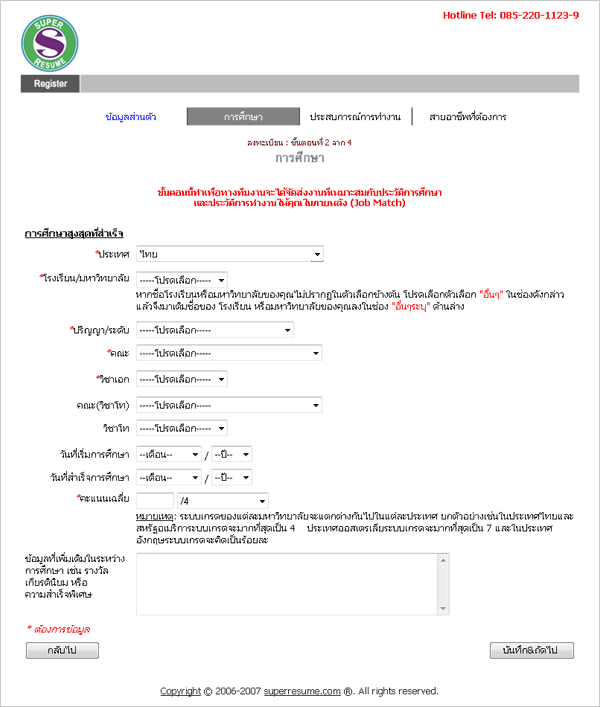 Hotline Tel: 085-220-1123-9
SUPER
S
RESUME
Register
ข้อมูลส่วนตัว การศึกษา ประสบการณ์การทำงาน สายอาชีพที่ต้องการ
ลงทะเบียน : ขั้นตอนที่ 2 จาก 4
การศึกษา
ขั้นตอนนี้ทำเพื่อทางทีมงานจะได้จัดส่งงานที่เหมาะสมกับประวัติการศึกษา
และประวัติการทำงานให้คุณในภายหลัง (Job Match)
การศึกษาสูงสุดที่สำเร็จ
*ประเทศ ไทย
*โรงเรียน/มหาวิทยาลัย -----โปรดเลือก-----
หากชื่อโรงเรียนหรือมหาวิทยาลัยของคุณไม่ปรากฏในตัวเลือกข้างต้น โปรดเลือกตัวเลือก "อื่นๆ" ในช่องดังกล่าว
แล้วจึงมาเติมชื่อของ โรงเรียน หรือมหาวิทยาลัยของคุณลงในช่อง "อื่นๆระบุ" ด้านล่าง
*ปริญญา/ระดับ -----โปรดเลือก-----
*คณะ -----โปรดเลือก-----
*วิชาเอก -----โปรดเลือก-----
คณะ(วิชาโท) -----โปรดเลือก-----
วิชาโท -----โปรดเลือก-----
วันที่เริ่มการศึกษา --เดือน-- / --ปี--
วันที่สำเร็จการศึกษา --เดือน-- / --ปี--
*คะแนนเฉลี่ย /4
หมายเหตุ: ระบบเกรดของแต่ละมหาวิทยาลัยจะแตกต่างกันไปในแต่ละประเทศ ยกตัวอย่างเช่นในประเทศไทยและ
สหรัฐอเมริการะบบเกรดจะมากที่สุดเป็น 4 ประเทศออสเตรเลียระบบเกรดจะมากที่สุดเป็น 7 และในประเทศ
อังกฤษระบบเกรดจะคิดเป็นร้อยละ
ข้อมูลที่เพิ่มเติมในระหว่าง
การศึกษา เช่น รางวัล
เกียรตินิยม หรือ
ความสำเร็จพิเศษ
* ต้องการข้อมูล
กลับไป บันทึก&ถัดไป
Copyright © 2006-2007 superresume.com ®. All rights reserved.